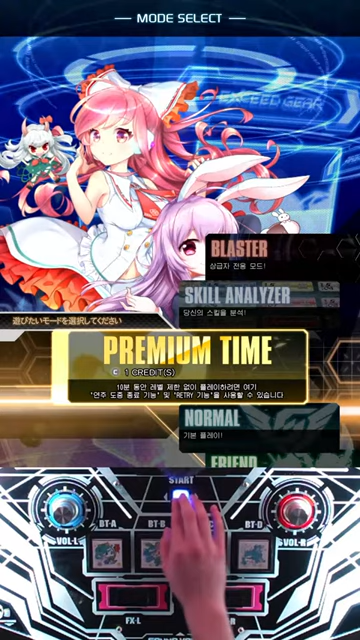 MODE SELECT
EXCEED GEAR
BLASTER
상급자 전용 모드!
SKILL ANALYZER
당신의 스킬을 분석!
遊びたいモードを選択してください
PREMIUM TIME
C 1 CREDIT(S)
10분 동안 레벨 제한 없이 플레이하려면 여기
"연주 도중 종료 기능" 및 "RETRY 기능"을 사용할 수 있습니다
NORMAL
기본 플레이!
FRIEND
START
BT-A
BT-B
BT-D
VOL-L
VOL-R
FX-L